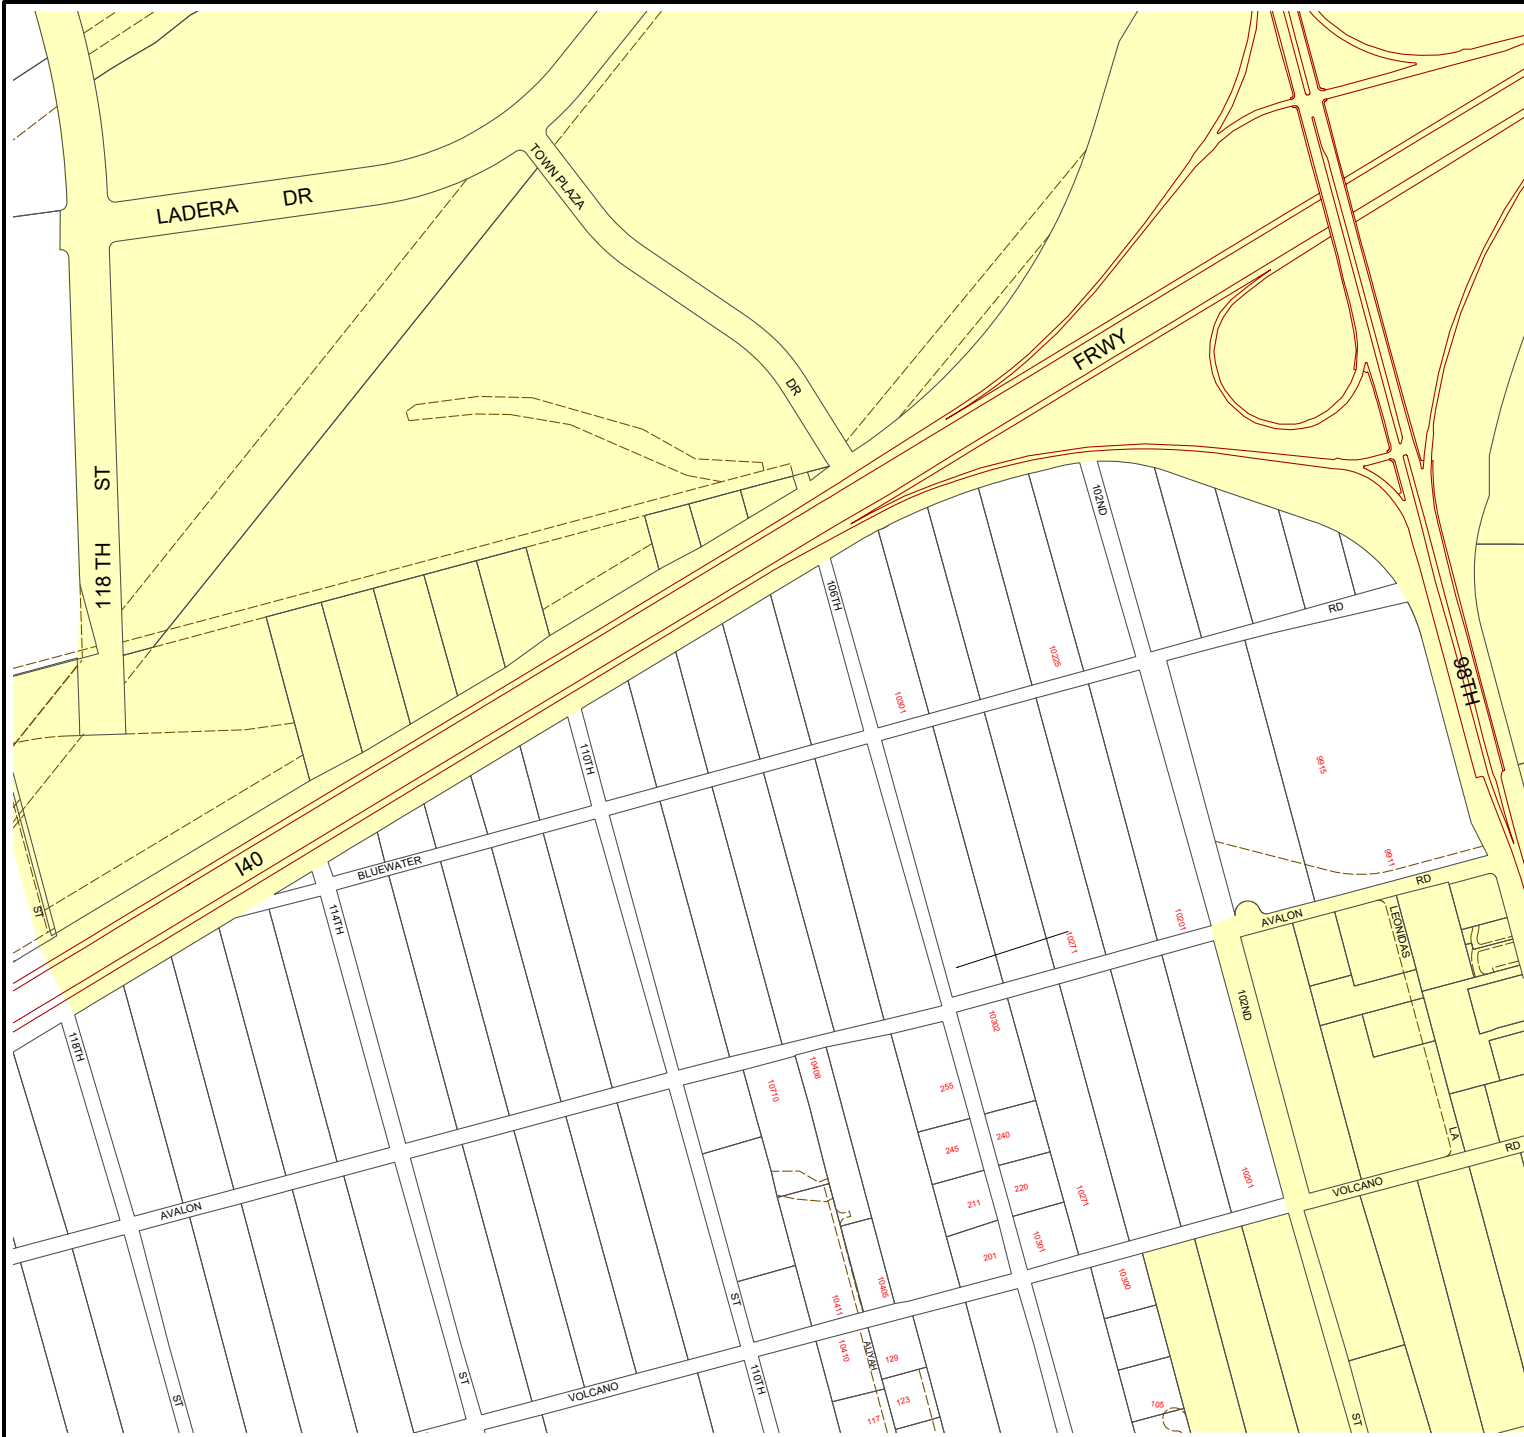 LADERA DR
TOWN PLAZA
DR
FRWY
118 TH ST
102ND
106TH
RD
10225
98TH
10301
110TH
9915
I40
BLUEWATER
9911
RD
ST
114TH
AVALON
LEONIDAS
10201
10271
102ND
10302
118TH
10408
10710
255
240
245
LA
RD
VOLCANO
10201
220
10271
211
AVALON
10301
201
10300
10405
10411
ST
10410
ALIYAH
129
110TH
VOLCANO
ST
ST
123
117
105
ST